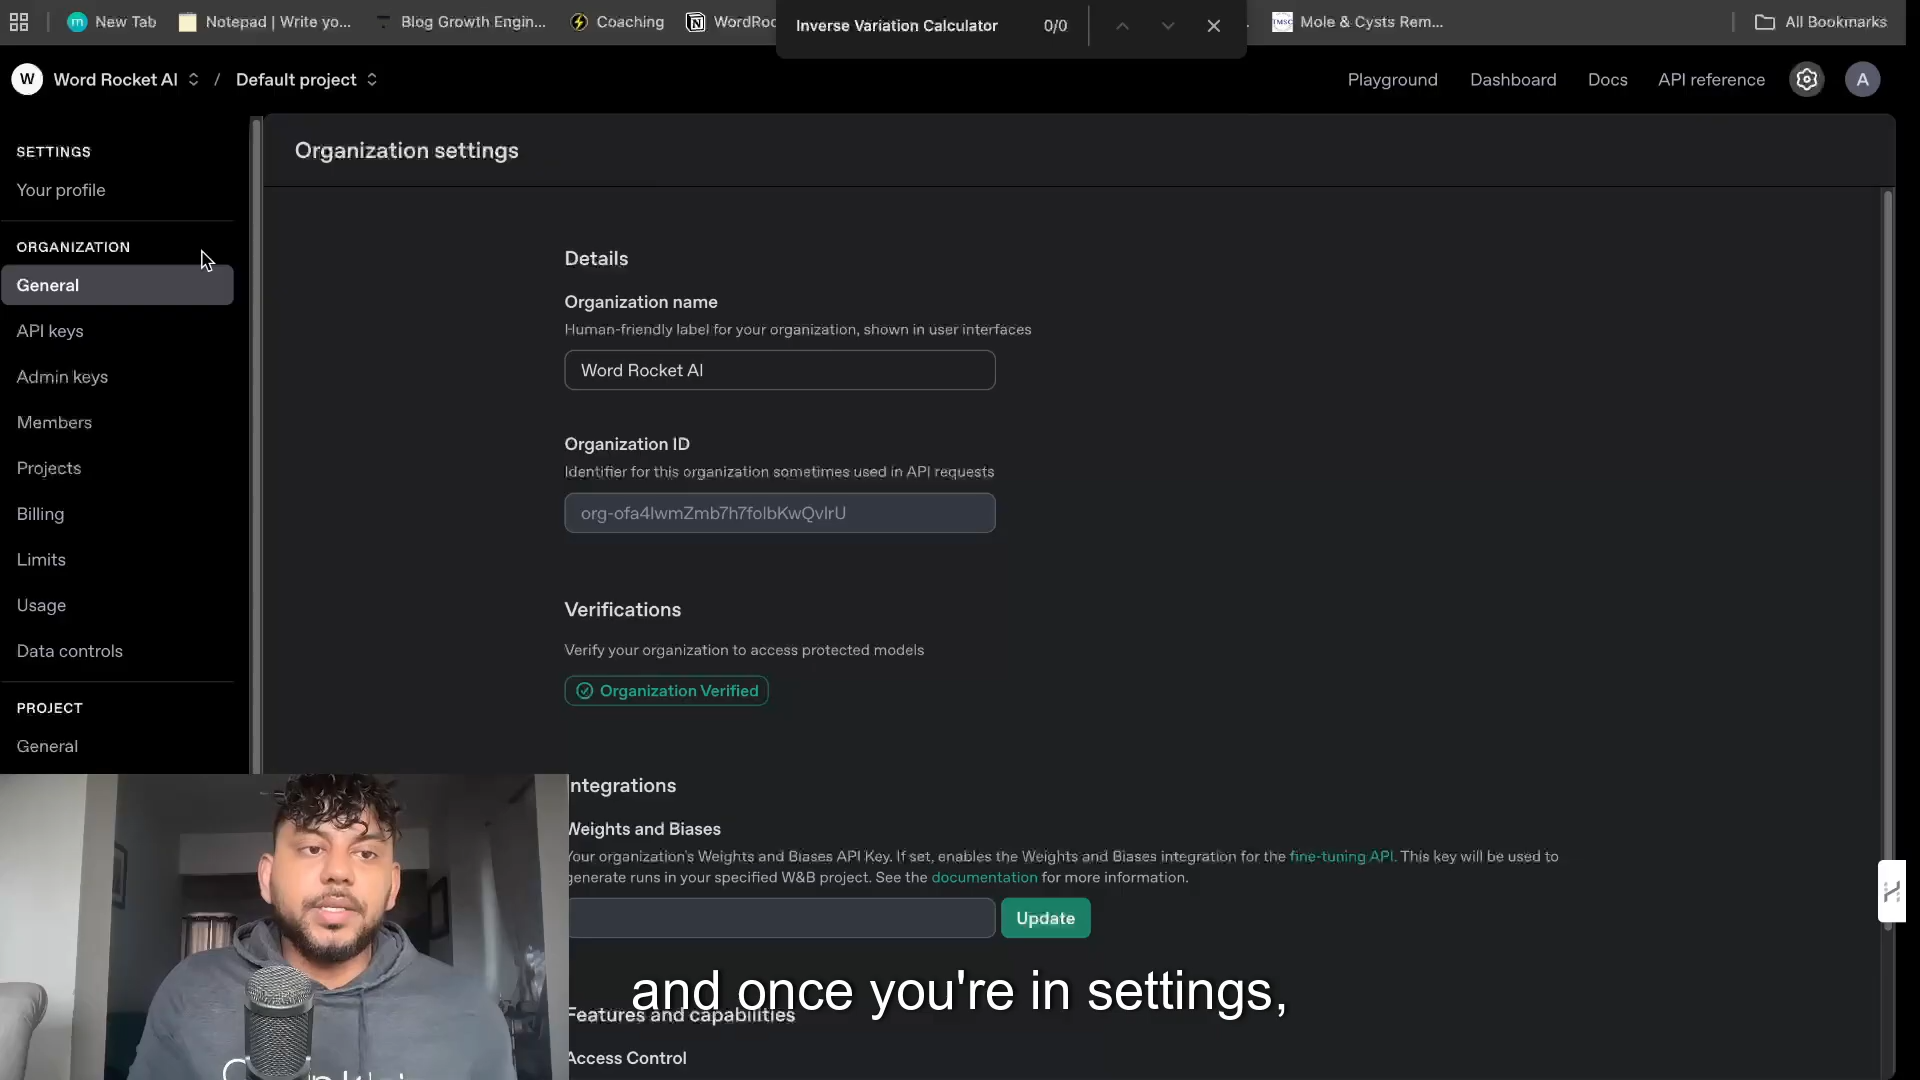 New Tab
Notepad | Write yo...
Blog Growth Engin...
Coaching
WordRoc
Inverse Variation Calculator
0/0
Mole & Cysts Rem...
All Bookmarks
W Word Rocket AI / Default project
Playground
Dashboard
Docs
API reference
A
SETTINGS
Your profile
ORGANIZATION
General
API keys
Admin keys
Members
Projects
Billing
Limits
Usage
Data controls
PROJECT
General
Organization settings
Details
Organization name
Human-friendly label for your organization, shown in user interfaces
Word Rocket AI
Organization ID
Identifier for this organization sometimes used in API requests
org-ofa4IwmZmb7h7folbKwQvlrU
Verifications
Verify your organization to access protected models
Organization Verified
ntegrations
Weights and Biases
Your organization's Weights and Biases API Key. If set, enables the Weights and Biases integration for the fine-tuning API. This key will be used to
generate runs in your specified W&B project. See the documentation for more information.
Update
and once you're in settings,
Features and capabilities
Access Control